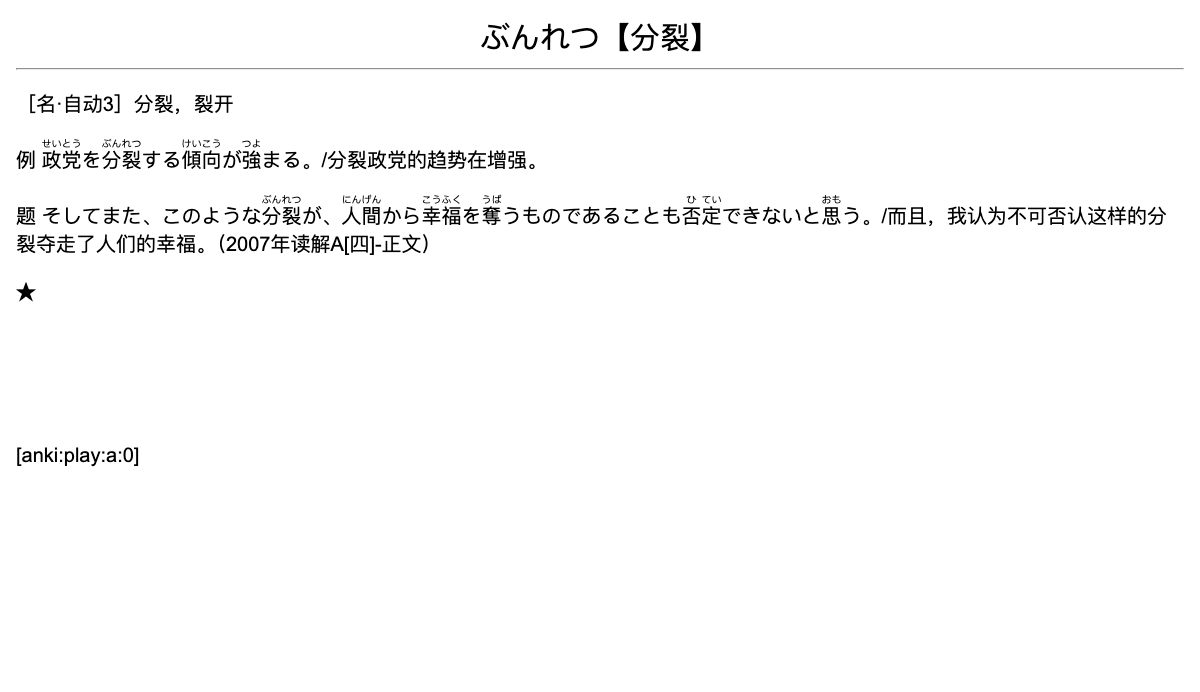 ぶんれつ【分裂】
［名·自动3］分裂，裂开
せいとう ぶんれつ けいこう つよ
例 政党を分裂する傾向が強まる。/分裂政党的趋势在增强。
ぶんれつ にんげん こうふく うば ひ てい おも
题 そしてまた、このような分裂が、人間から幸福を奪うものであることも否定できないと思う。/而且，我认为不可否认这样的分
裂夺走了人们的幸福。（2007年读解A[四]-正文）
★
[anki:play:a:0]